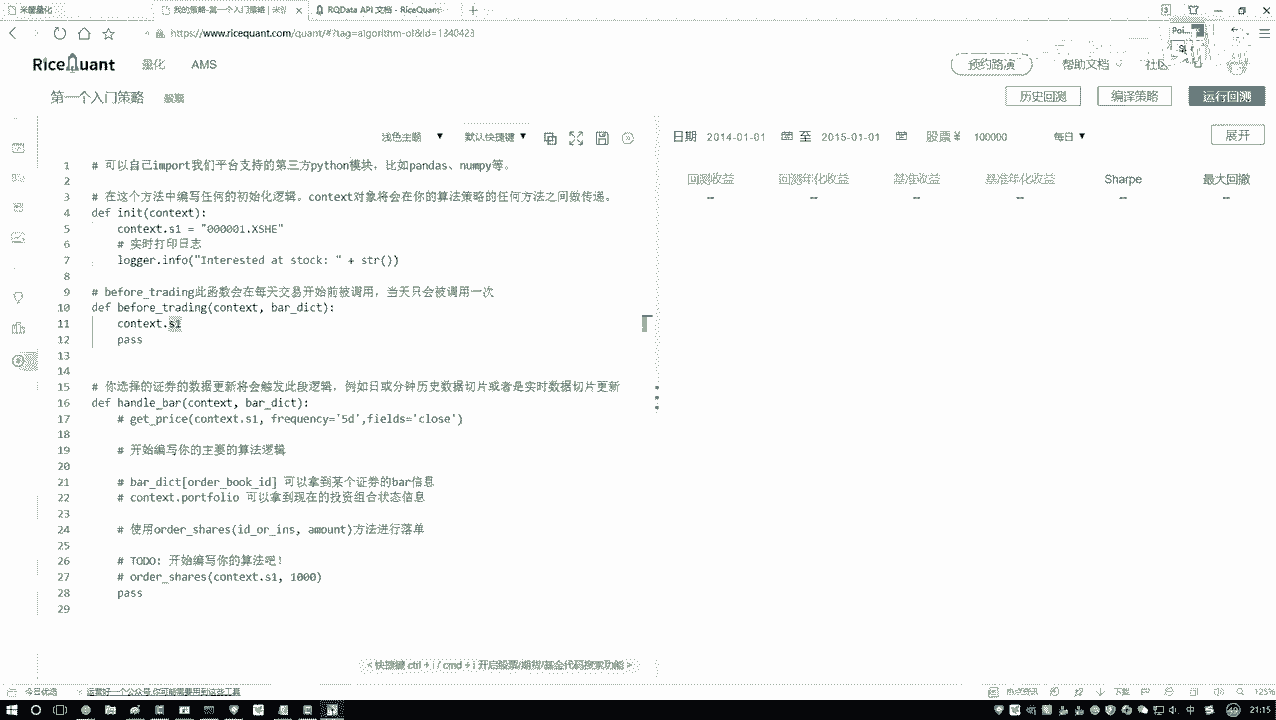 米筐量化 我的策略-第一个入门策略 | 米筐 RQData API 文档 - RiceQuant
https://www.ricequant.com/quant/#?tag=algorithm-of&id=1340423
RiceQuant 量化 AMS 预约路演 帮助文档 社区
第一个入门策略 股票 历史回测 编译策略 运行回测
浅色主题 默认快捷键 日期 2014-01-01 至 2015-01-01 股票 ¥ 100000 每日 展开
回测收益 回测年化收益 基准收益 基准年化收益 Sharpe 最大回撤
-- -- -- -- -- --
1 # 可以自己import我们平台支持的第三方python模块，比如pandas、numpy等。
2
3 # 在这个方法中编写任何的初始化逻辑。context对象将会在你的算法策略的任何方法之间做传递。
4 def init(context):
5 context.s1 = "000001.XSHE"
6 # 实时打印日志
7 logger.info("Interested at stock: " + str())
8
9 # before_trading此函数会在每天交易开始前被调用，当天只会被调用一次
10 def before_trading(context, bar_dict):
11 context.s1
12 pass
13
14
15 # 你选择的证券的数据更新将会触发此段逻辑，例如日或分钟历史数据切片或者是实时数据切片更新
16 def handle_bar(context, bar_dict):
17 # get_price(context.s1, frequency='5d',fields='close')
18
19 # 开始编写你的主要的算法逻辑
20
21 # bar_dict[order_book_id] 可以拿到某个证券的bar信息
22 # context.portfolio 可以拿到现在的投资组合状态信息
23
24 # 使用order_shares(id_or_ins, amount)方法进行落单
25
26 # TODO: 开始编写你的算法吧！
27 # order_shares(context.s1, 1000)
28 pass
29
<快捷键 ctrl + i / cmd + i 开启股票/期货/基金代码搜索功能 >
今日优选 运营好一个公众号,你可能需要用到这些工具 下载 125%
中 21:15